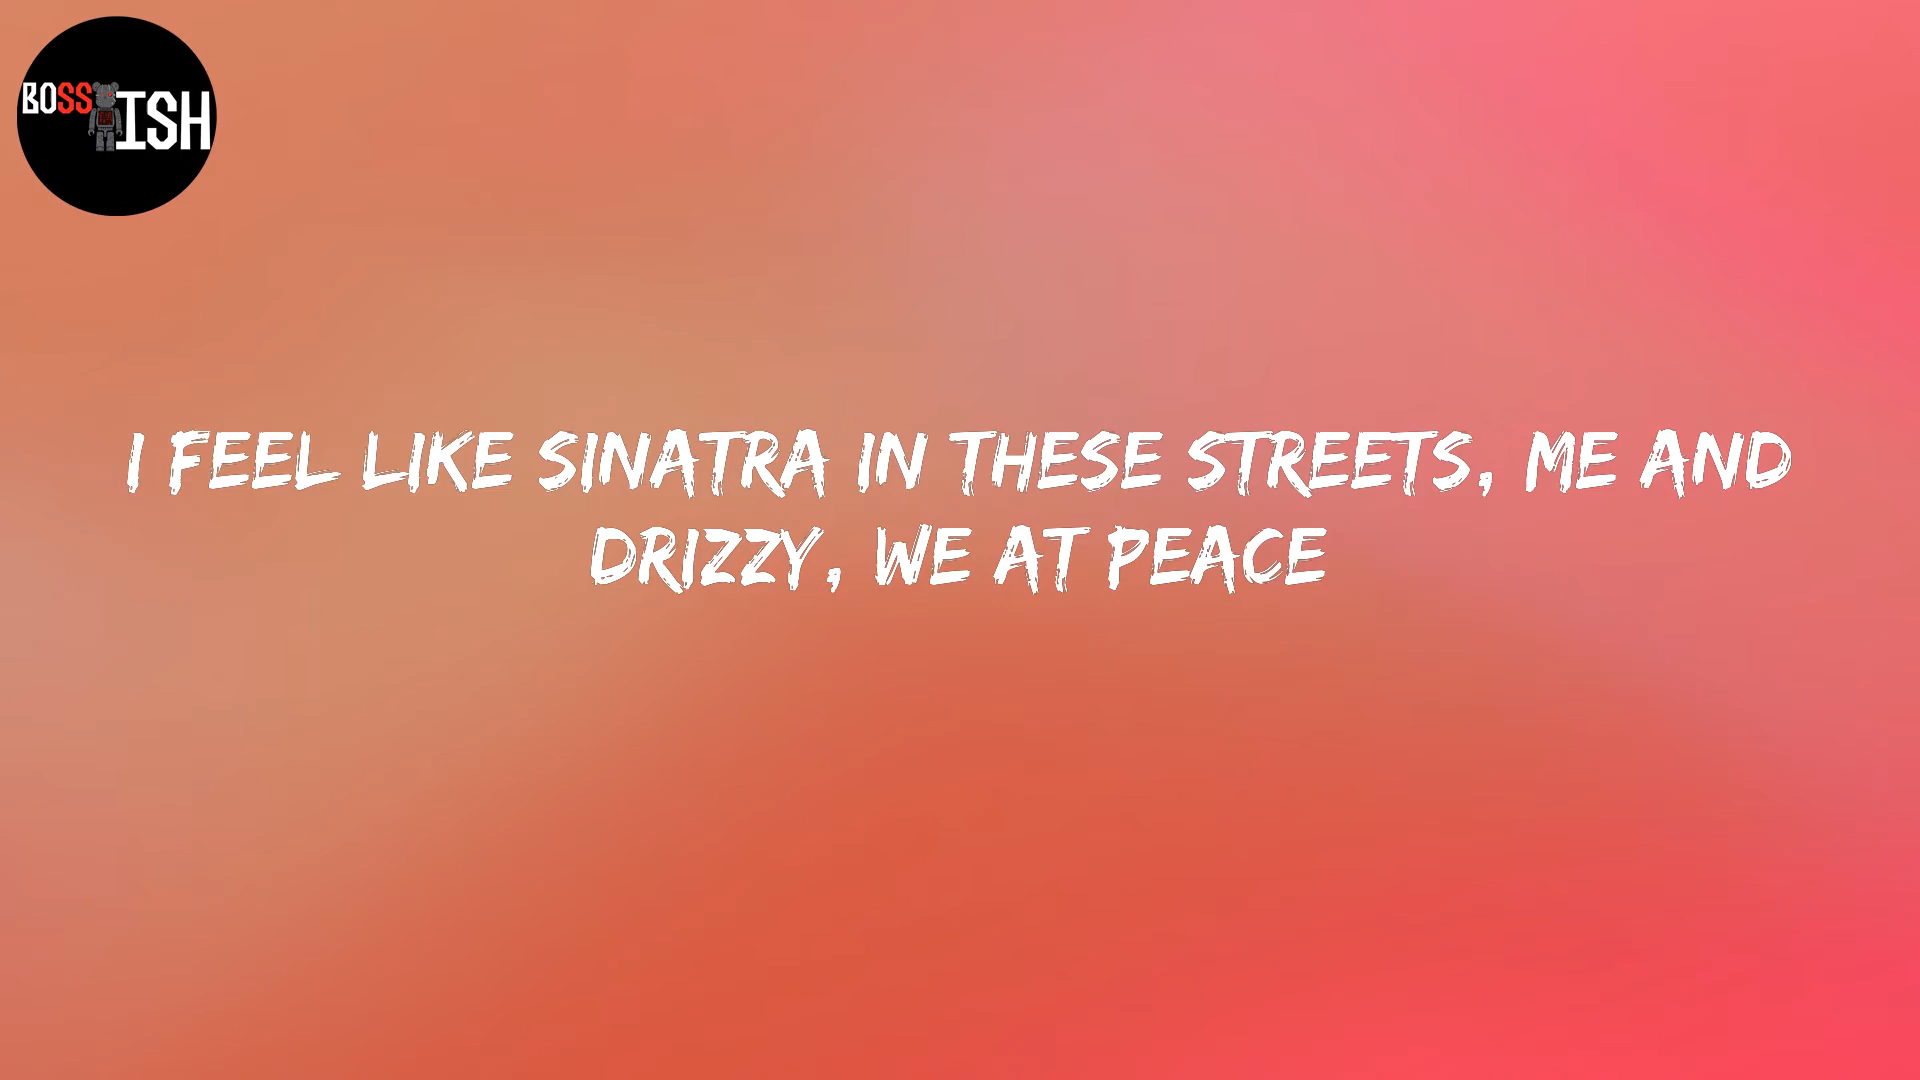 BOSS ISH
I FEEL LIKE SINATRA IN THESE STREETS, ME AND
DRIZZY, WE AT PEACE